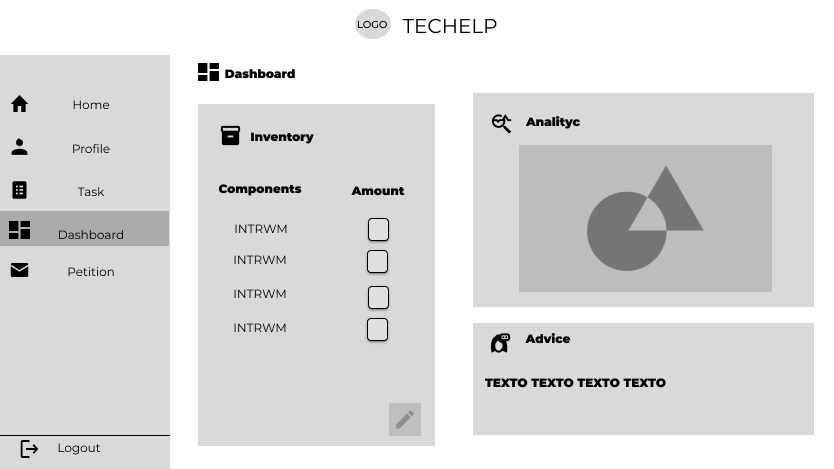 LOGO TECHELP
Home
Profile
Task
Dashboard
Petition
Logout
Dashboard
Inventory
Components Amount
INTRWM
INTRWM
INTRWM
INTRWM
Analityc
Advice
TEXTO TEXTO TEXTO TEXTO